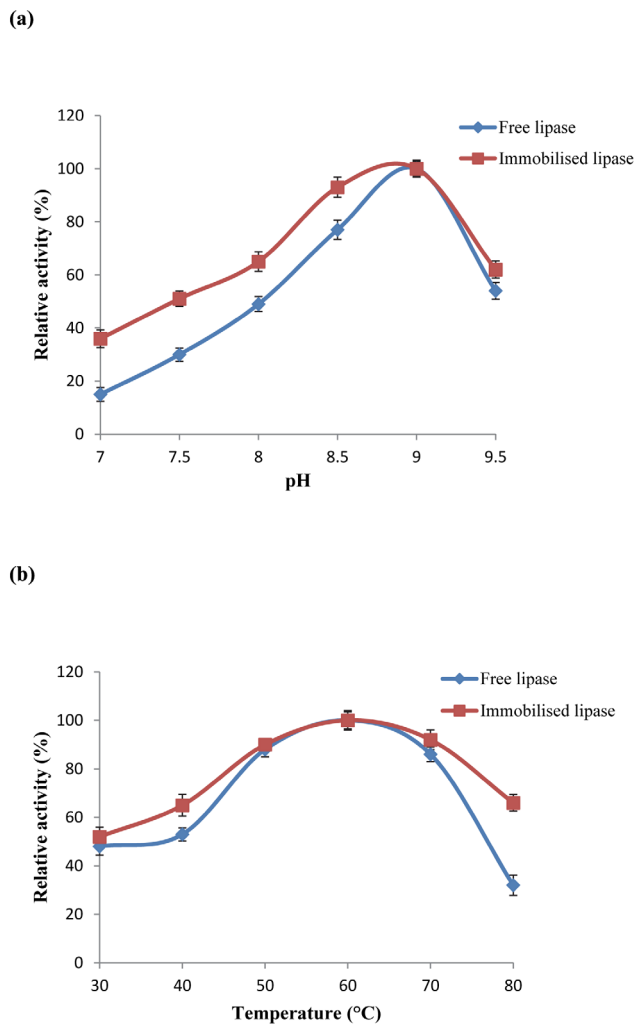 (a)
120
100
80
60
40
20
0
Relative activity (%)
7 7.5 8 8.5 9 9.5
pH
Free lipase
Immobilised lipase
(b)
120
100
80
60
40
20
0
Relative activity (%)
30 40 50 60 70 80
Temperature (°C)
Free lipase
Immobilised lipase